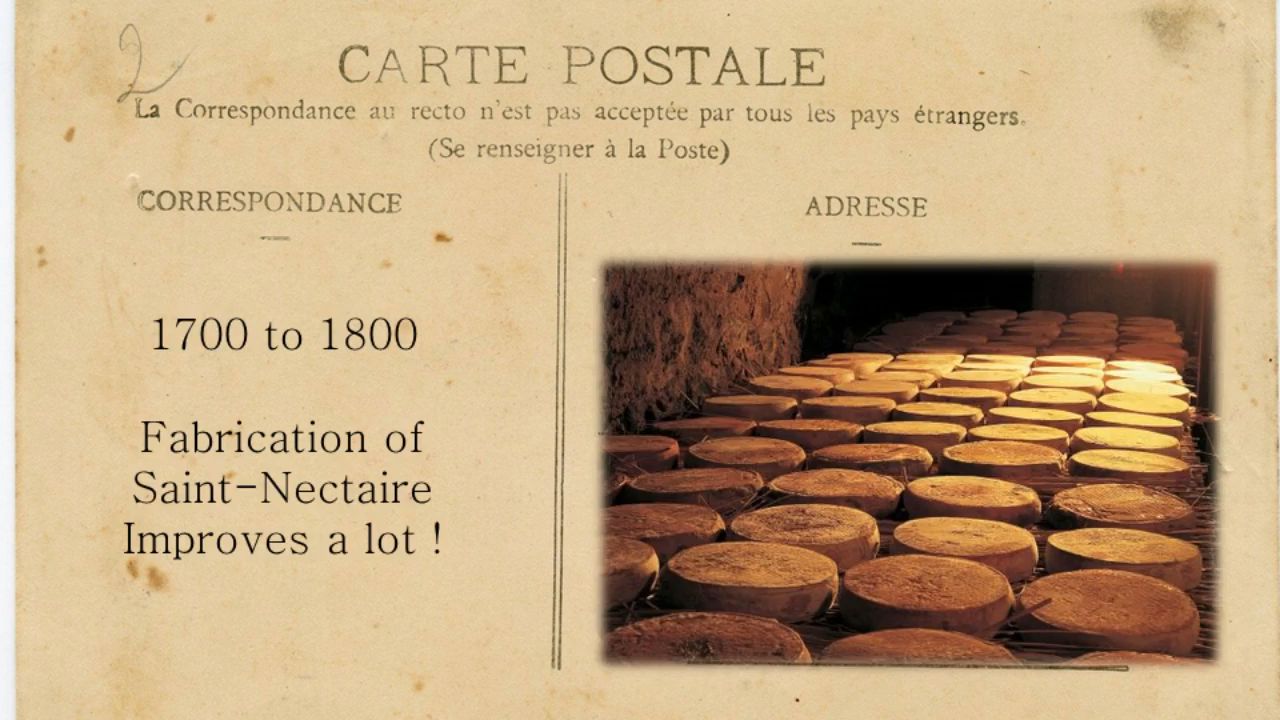 2
CARTE POSTALE
La Correspondance au recto n'est pas acceptée par tous les pays étrangers.
(Se renseigner à la Poste)
CORRESPONDANCE
ADRESSE
1700 to 1800
Fabrication of
Saint-Nectaire
Improves a lot !